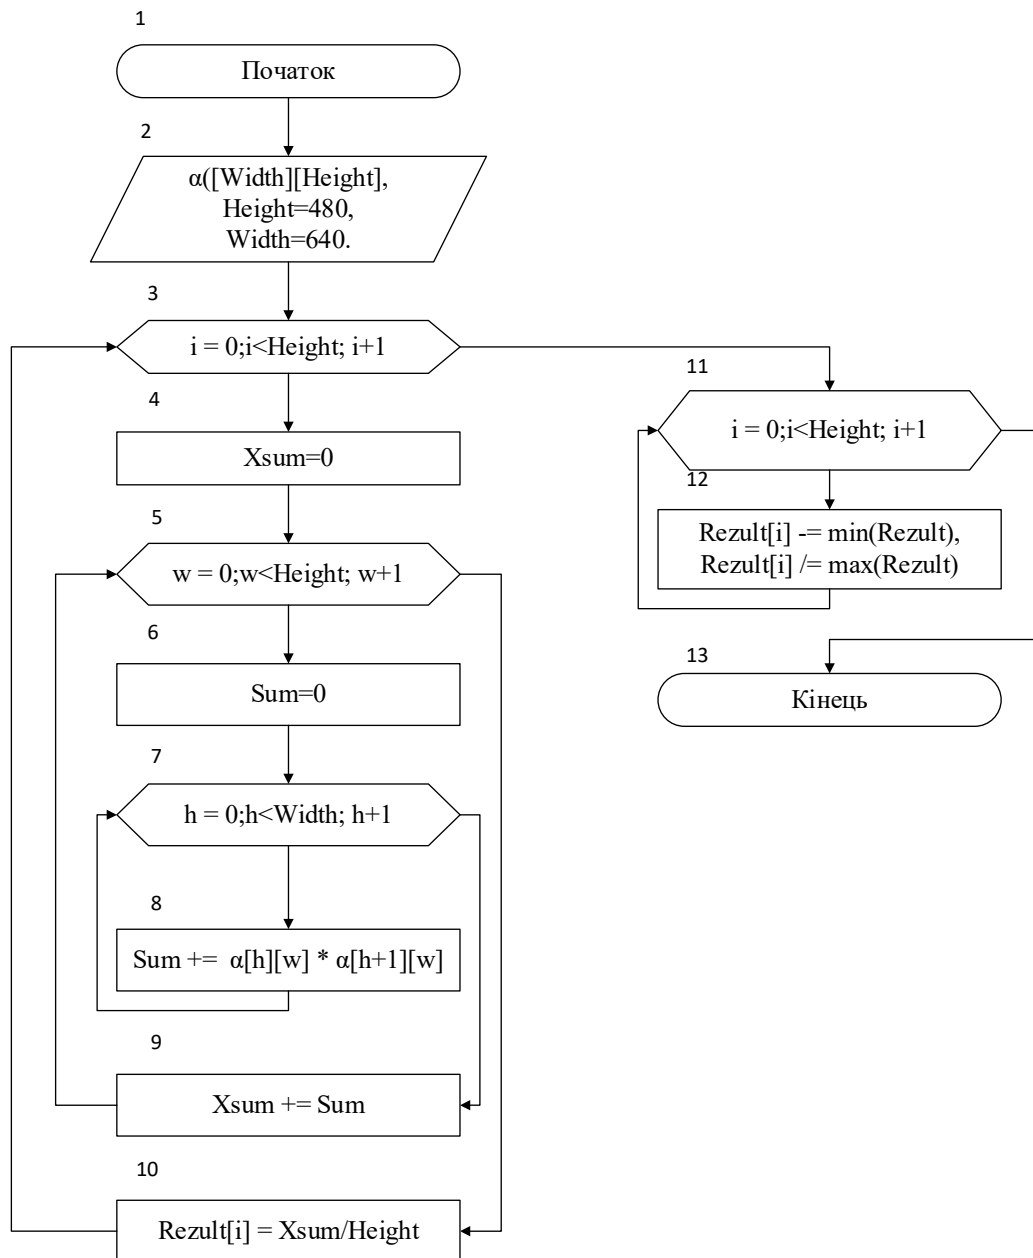 1
Початок
2
α([Width][Height],
Height=480,
Width=640.
3
i = 0;i<Height; i+1
4
Xsum=0
5
w = 0;w<Height; w+1
6
Sum=0
7
h = 0;h<Width; h+1
8
Sum += α[h][w] * α[h+1][w]
9
Xsum += Sum
10
Rezult[i] = Xsum/Height
11
i = 0;i<Height; i+1
12
Rezult[i] -= min(Rezult),
Rezult[i] /= max(Rezult)
13
Кінець